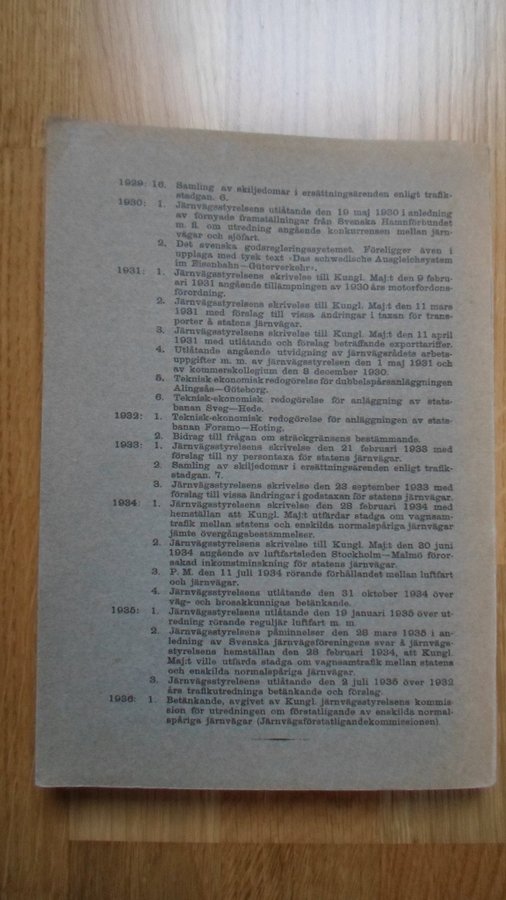 1929: 16. Samling av skiljedomar i ersättningsärenden enligt trafik-
stadgan. 6.
1930: 1. Järnvägsstyrelsens utlåtande den 19 maj 1930 i anledning
av förnyade framställningar från Svenska Hamnförbundet
m. fl. om utredning angående konkurrensen mellan järn-
vägar och sjöfart.
2. Det svenska godsregleringssystemet. Föreligger även i
upplaga med tysk text »Das schwedische Ausgleichsystem
im Eisenbahn—Güterverkehr».
1931: 1. Järnvägsstyrelsens skrivelse till Kungl. Maj:t den 9 febru-
ari 1931 angående tillämpningen av 1930 års motorfordons-
förordning.
2. Järnvägsstyrelsens skrivelse till Kungl. Maj:t den 11 mars
1931 med förslag till vissa ändringar i taxan för trans-
porter å statens järnvägar.
3. Järnvägsstyrelsens skrivelse till Kungl. Maj:t den 11 april
1931 med utlåtande och förslag beträffande exporttariffer.
4. Utlåtande angående utvidgning av järnvägsrådets arbets-
uppgifter m. m. av järnvägsstyrelsen den 1 maj 1931 och
av kommerskollegium den 8 december 1930.
5. Teknisk-ekonomisk redogörelse för dubbelspåranläggningen
Alingsås—Göteborg.
6. Teknisk-ekonomisk redogörelse för anläggning av stats-
banan Sveg—Hede.
1932: 1. Teknisk-ekonomisk redogörelse för anläggningen av stats-
banan Forsmo—Hoting.
2. Bidrag till frågan om sträckgränsens bestämmande.
1933: 1. Järnvägsstyrelsens skrivelse den 21 februari 1933 med
förslag till ny persontaxa för statens järnvägar.
2. Samling av skiljedomar i ersättningsärenden enligt trafik-
stadgan. 7.
3. Järnvägsstyrelsens skrivelse den 23 september 1933 med
förslag till vissa ändringar i godstaxan för statens järnvägar.
1934: 1. Järnvägsstyrelsens skrivelse den 28 februari 1934 med
hemställan att Kungl. Maj:t utfärdar stadga om vagnsam-
trafik mellan statens och enskilda normalspåriga järnvägar
jämte övergångsbestämmelser.
2. Järnvägsstyrelsens skrivelse till Kungl. Maj:t den 30 juni
1934 angående av luftfartsleden Stockholm—Malmö föror-
sakad inkomstminskning för statens järnvägar.
3. P. M. den 11 juli 1934 rörande förhållandet mellan luftfart
och järnvägar.
4. Järnvägsstyrelsens utlåtande den 31 oktober 1934 över
väg- och brosakkunnigas betänkande.
1935: 1. Järnvägsstyrelsens utlåtande den 19 januari 1935 över ut-
redning rörande reguljär luftfart m. m.
2. Järnvägsstyrelsens påminnelser den 28 mars 1935 i an-
ledning av Svenska järnvägsföreningens svar å järnvägs-
styrelsens hemställan den 28 februari 1934, att Kungl.
Maj:t ville utfärda stadga om vagnsamtrafik mellan statens
och enskilda normalspåriga järnvägar.
3. Järnvägsstyrelsens utlåtande den 2 juli 1935 över 1932
års trafikutrednings betänkande och förslag.
1936: 1. Betänkande, avgivet av Kungl. järnvägsstyrelsens kommis-
sion för utredningen om förstatligande av enskilda normal-
spåriga järnvägar (Järnvägsförstatligandekommissionen).